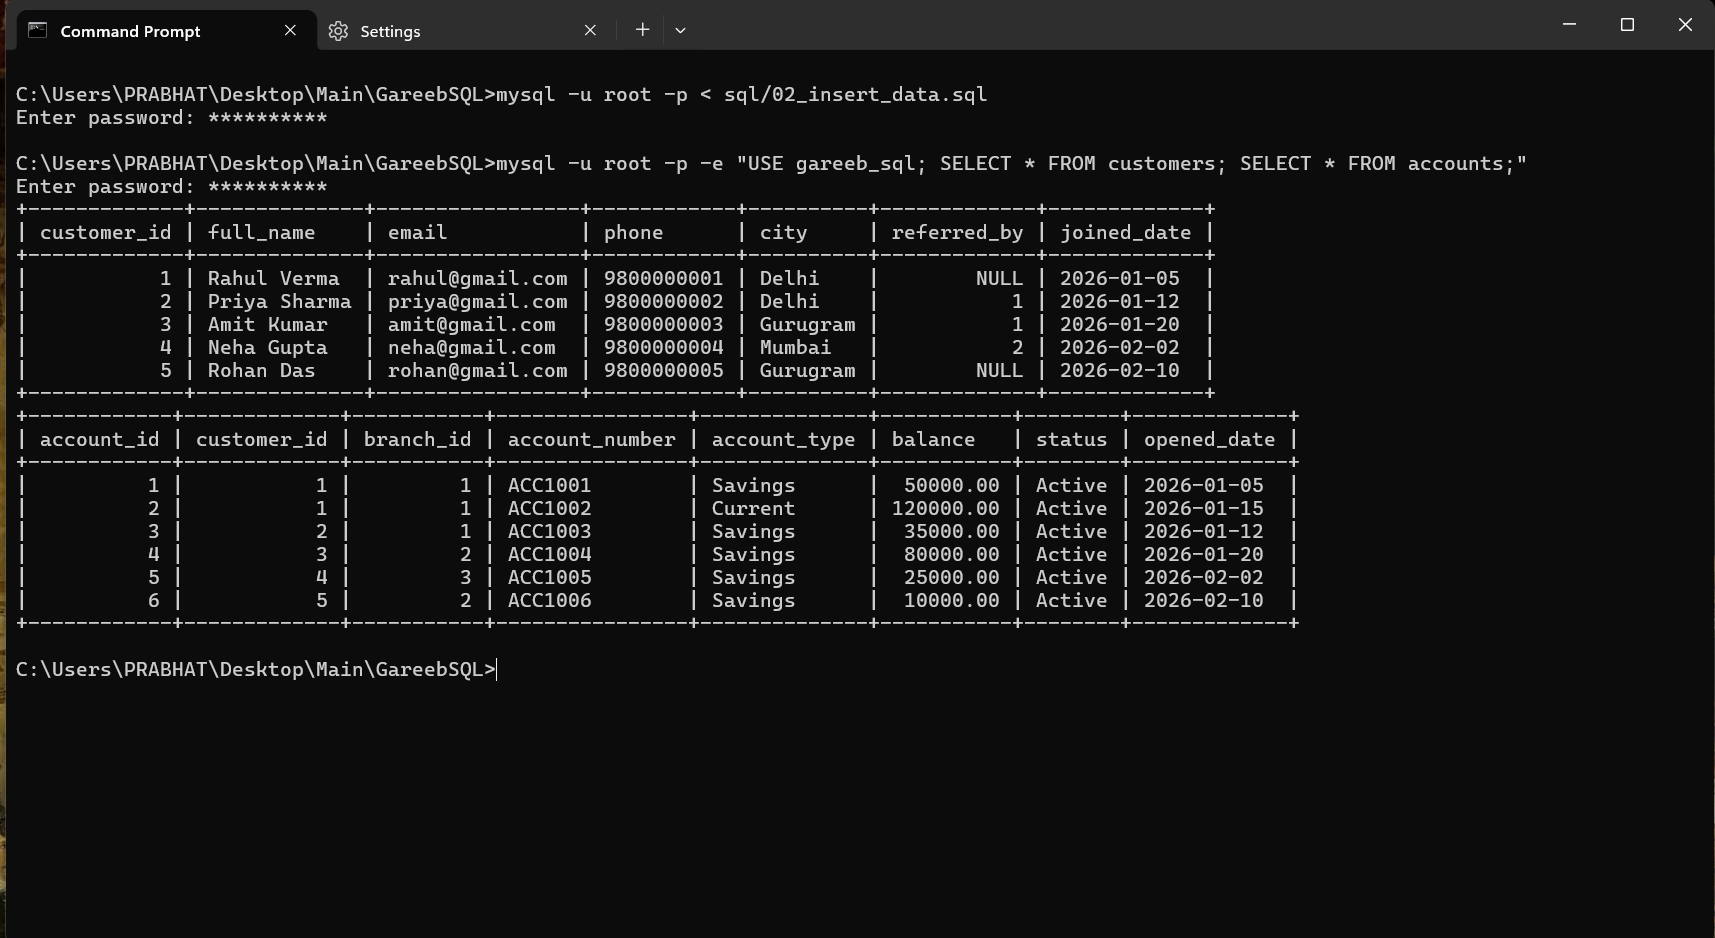 Command Prompt
Settings
C:\Users\PRABHAT\Desktop\Main\GareebSQL>mysql -u root -p < sql/02_insert_data.sql
Enter password: **********
C:\Users\PRABHAT\Desktop\Main\GareebSQL>mysql -u root -p -e "USE gareeb_sql; SELECT * FROM customers; SELECT * FROM accounts;"
Enter password: **********
+-------------+--------------+------------------+------------+----------+-------------+-------------+
| customer_id | full_name    | email            | phone      | city     | referred_by | joined_date |
+-------------+--------------+------------------+------------+----------+-------------+-------------+
|           1 | Rahul Verma  | rahul@gmail.com | 9800000001 | Delhi    |        NULL | 2026-01-05  |
|           2 | Priya Sharma | priya@gmail.com | 9800000002 | Delhi    |           1 | 2026-01-12  |
|           3 | Amit Kumar   | amit@gmail.com  | 9800000003 | Gurugram |           1 | 2026-01-20  |
|           4 | Neha Gupta   | neha@gmail.com  | 9800000004 | Mumbai   |           2 | 2026-02-02  |
|           5 | Rohan Das    | rohan@gmail.com | 9800000005 | Gurugram |        NULL | 2026-02-10  |
+-------------+--------------+------------------+------------+----------+-------------+-------------+
+------------+-------------+-----------+----------------+--------------+-----------+--------+-------------+
| account_id | customer_id | branch_id | account_number | account_type | balance   | status | opened_date |
+------------+-------------+-----------+----------------+--------------+-----------+--------+-------------+
|          1 |           1 |         1 | ACC1001        | Savings      |  50000.00 | Active | 2026-01-05  |
|          2 |           1 |         1 | ACC1002        | Current      | 120000.00 | Active | 2026-01-15  |
|          3 |           2 |         1 | ACC1003        | Savings      |  35000.00 | Active | 2026-01-12  |
|          4 |           3 |         2 | ACC1004        | Savings      |  80000.00 | Active | 2026-01-20  |
|          5 |           4 |         3 | ACC1005        | Savings      |  25000.00 | Active | 2026-02-02  |
|          6 |           5 |         2 | ACC1006        | Savings      |  10000.00 | Active | 2026-02-10  |
+------------+-------------+-----------+----------------+--------------+-----------+--------+-------------+
C:\Users\PRABHAT\Desktop\Main\GareebSQL>